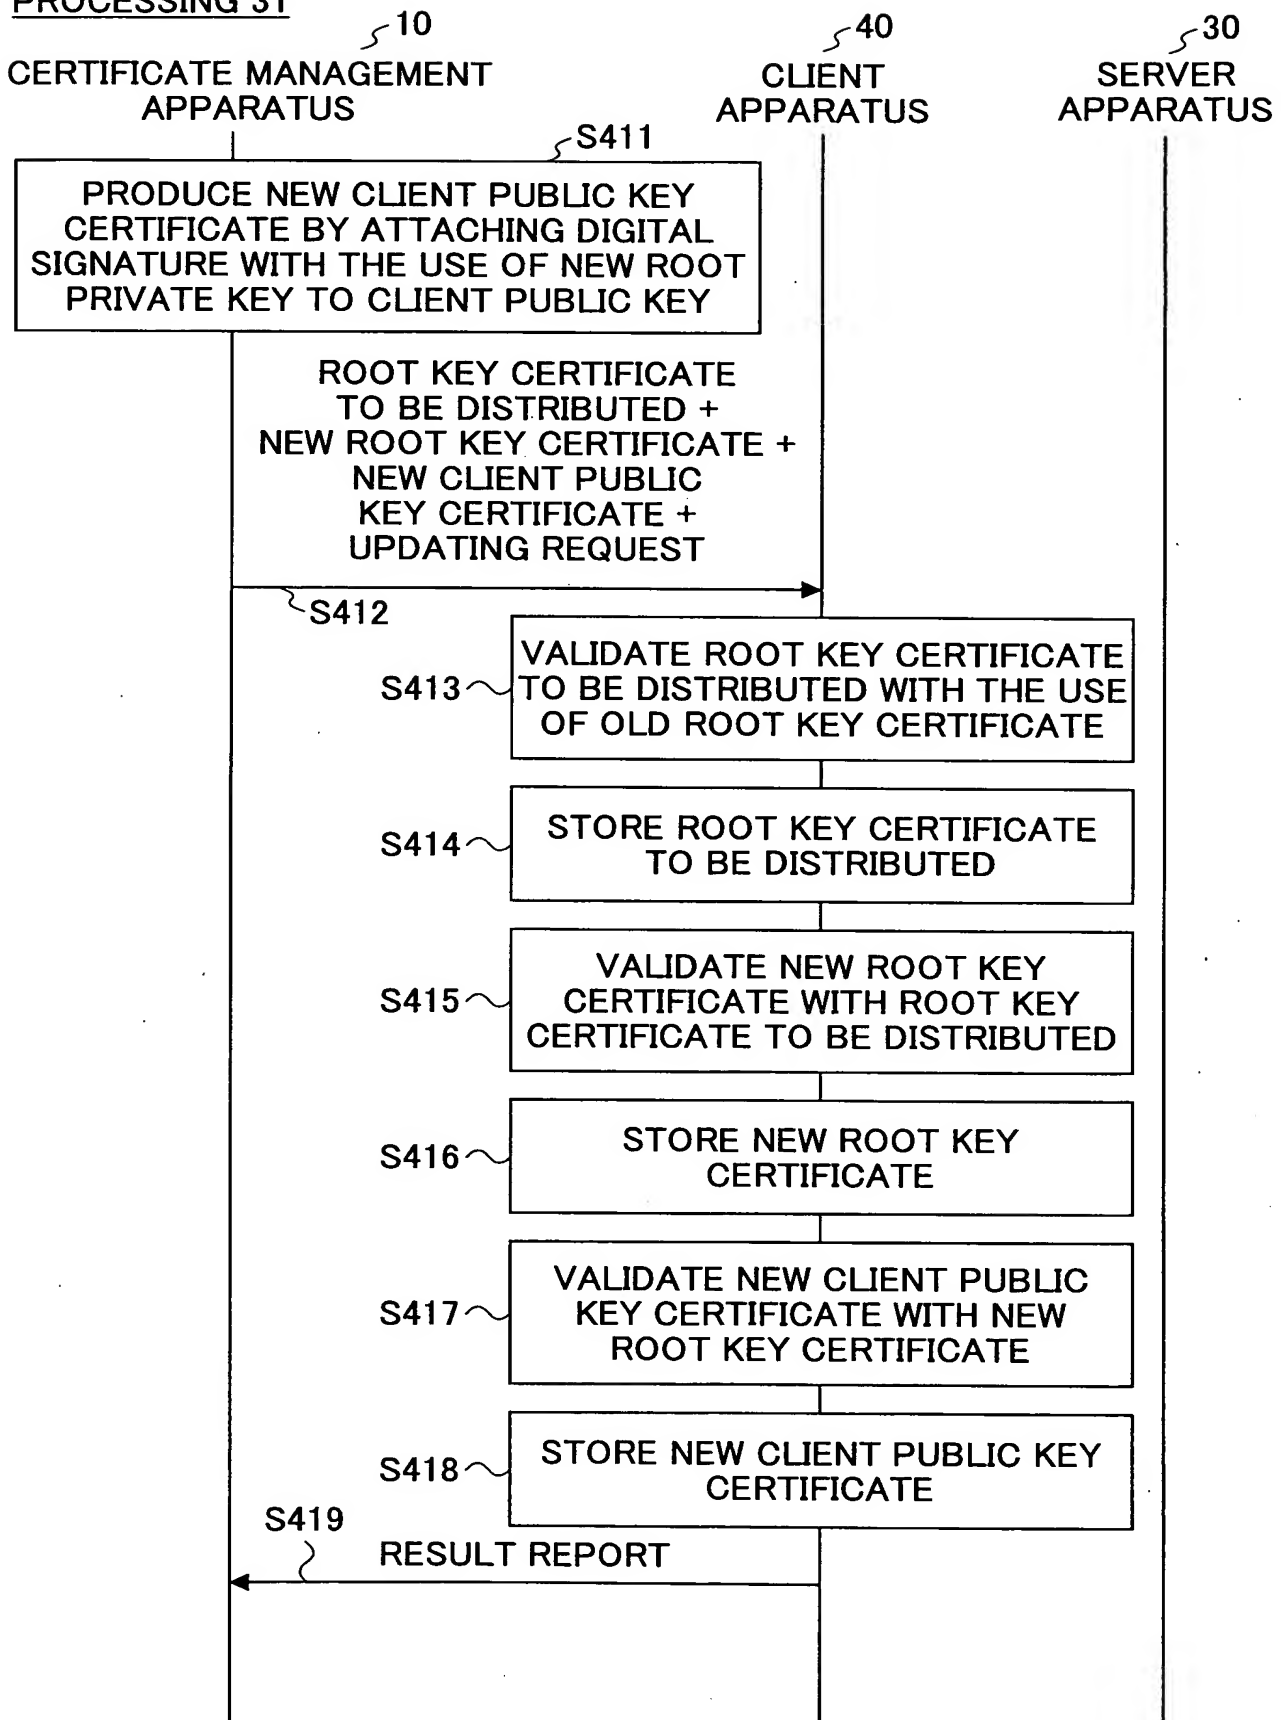 PROCESSING 31
10
CERTIFICATE MANAGEMENT
APPARATUS
40
CLIENT
APPARATUS
30
SERVER
APPARATUS
S411
PRODUCE NEW CLIENT PUBLIC KEY
CERTIFICATE BY ATTACHING DIGITAL
SIGNATURE WITH THE USE OF NEW ROOT
PRIVATE KEY TO CLIENT PUBLIC KEY
ROOT KEY CERTIFICATE
TO BE DISTRIBUTED +
NEW ROOT KEY CERTIFICATE +
NEW CLIENT PUBLIC
KEY CERTIFICATE +
UPDATING REQUEST
S412
S413
VALIDATE ROOT KEY CERTIFICATE
TO BE DISTRIBUTED WITH THE USE
OF OLD ROOT KEY CERTIFICATE
S414
STORE ROOT KEY CERTIFICATE
TO BE DISTRIBUTED
S415
VALIDATE NEW ROOT KEY
CERTIFICATE WITH ROOT KEY
CERTIFICATE TO BE DISTRIBUTED
S416
STORE NEW ROOT KEY
CERTIFICATE
S417
VALIDATE NEW CLIENT PUBLIC
KEY CERTIFICATE WITH NEW
ROOT KEY CERTIFICATE
S418
STORE NEW CLIENT PUBLIC KEY
CERTIFICATE
S419
RESULT REPORT